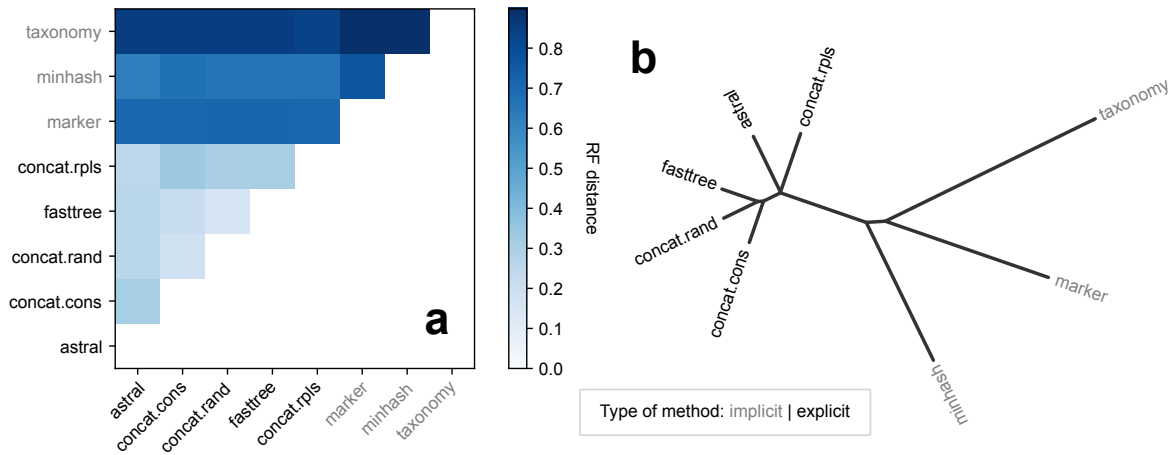 taxonomy
minhash
marker
concat.rpls
fasttree
concat.rand
concat.cons
astral
a
astral
concat.cons
concat.rand
fasttree
concat.rpls
marker
minhash
taxonomy
0.8
0.7
0.6
0.5
0.4
0.3
0.2
0.1
0.0
RF distance
b
astral
concat.rpls
taxonomy
fasttree
concat.rand
concat.cons
marker
minhash
Type of method: implicit | explicit